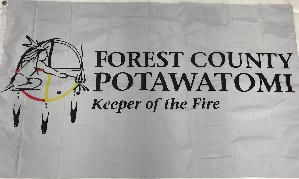 FOREST COUNTY
POTAWATOMI
Keeper of the Fire